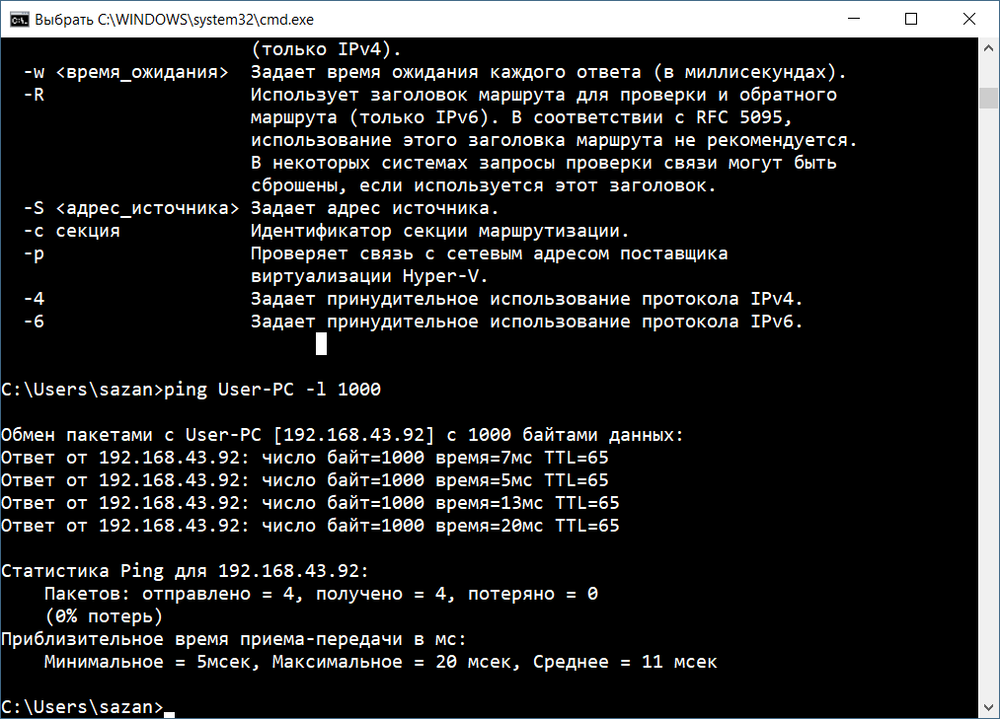 Выбрать C:\WINDOWS\system32\cmd.exe
(только IPv4).
-w <время_ожидания> Задает время ожидания каждого ответа (в миллисекундах).
-R Использует заголовок маршрута для проверки и обратного
маршрута (только IPv6). В соответствии с RFC 5095,
использование этого заголовка маршрута не рекомендуется.
В некоторых системах запросы проверки связи могут быть
сброшены, если используется этот заголовок.
-S <адрес_источника> Задает адрес источника.
-c секция Идентификатор секции маршрутизации.
-p Проверяет связь с сетевым адресом поставщика
виртуализации Hyper-V.
-4 Задает принудительное использование протокола IPv4.
-6 Задает принудительное использование протокола IPv6.
C:\Users\sazan>ping User-PC -l 1000
Обмен пакетами с User-PC [192.168.43.92] с 1000 байтами данных:
Ответ от 192.168.43.92: число байт=1000 время=7мс TTL=65
Ответ от 192.168.43.92: число байт=1000 время=5мс TTL=65
Ответ от 192.168.43.92: число байт=1000 время=13мс TTL=65
Ответ от 192.168.43.92: число байт=1000 время=20мс TTL=65
Статистика Ping для 192.168.43.92:
Пакетов: отправлено = 4, получено = 4, потеряно = 0
(0% потерь)
Приблизительное время приема-передачи в мс:
Минимальное = 5мсек, Максимальное = 20 мсек, Среднее = 11 мсек
C:\Users\sazan>